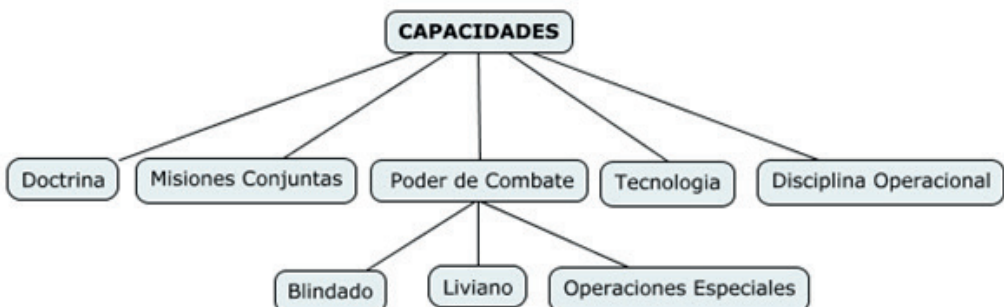 CAPACIDADES
Doctrina
Misiones Conjuntas
Poder de Combate
Tecnologia
Disciplina Operacional
Blindado
Liviano
Operaciones Especiales